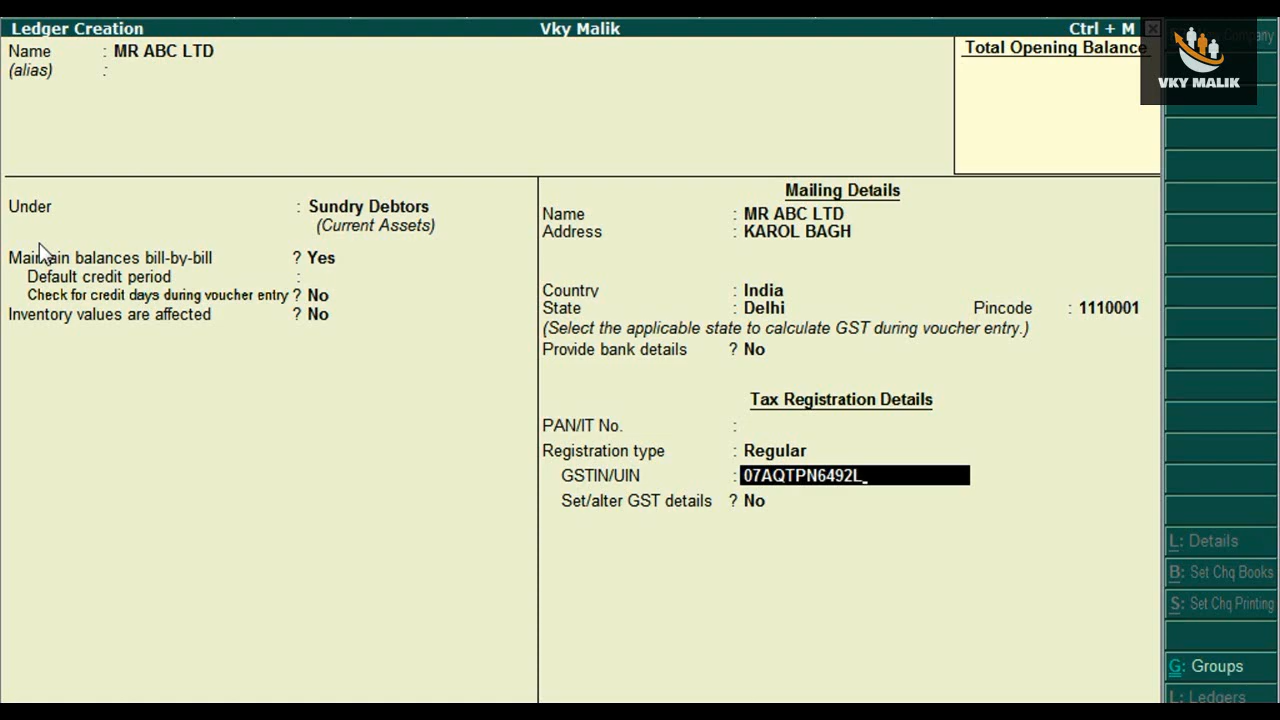 Ledger Creation Vky Malik Ctrl + M
Name : MR ABC LTD
(alias) :
Total Opening Balance
Company
VKY MALIK
Under : Sundry Debtors
(Current Assets)
Maintain balances bill-by-bill ? Yes
Default credit period :
Check for credit days during voucher entry ? No
Inventory values are affected ? No
Mailing Details
Name : MR ABC LTD
Address : KAROL BAGH
Country : India
State : Delhi Pincode : 1110001
(Select the applicable state to calculate GST during voucher entry.)
Provide bank details ? No
Tax Registration Details
PAN/IT No. :
Registration type : Regular
GSTIN/UIN : 07AQTPN6492L_
Set/alter GST details ? No
L: Details
B: Set Chq Books
S: Set Chq Printing
G: Groups
L: Ledgers